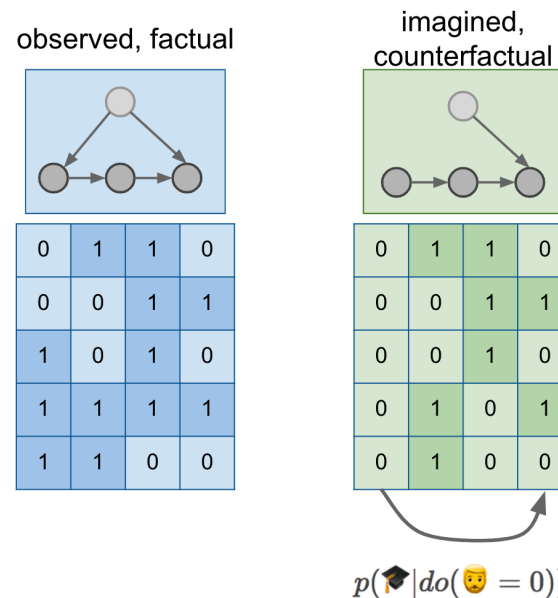 observed, factual
imagined,
counterfactual
0 1 1 0
0 0 1 1
1 0 1 0
1 1 1 1
1 1 0 0
0 1 1 0
0 0 1 1
0 0 1 0
0 1 0 1
0 1 0 0
p(🎓|do(👨‍🦳 = 0)